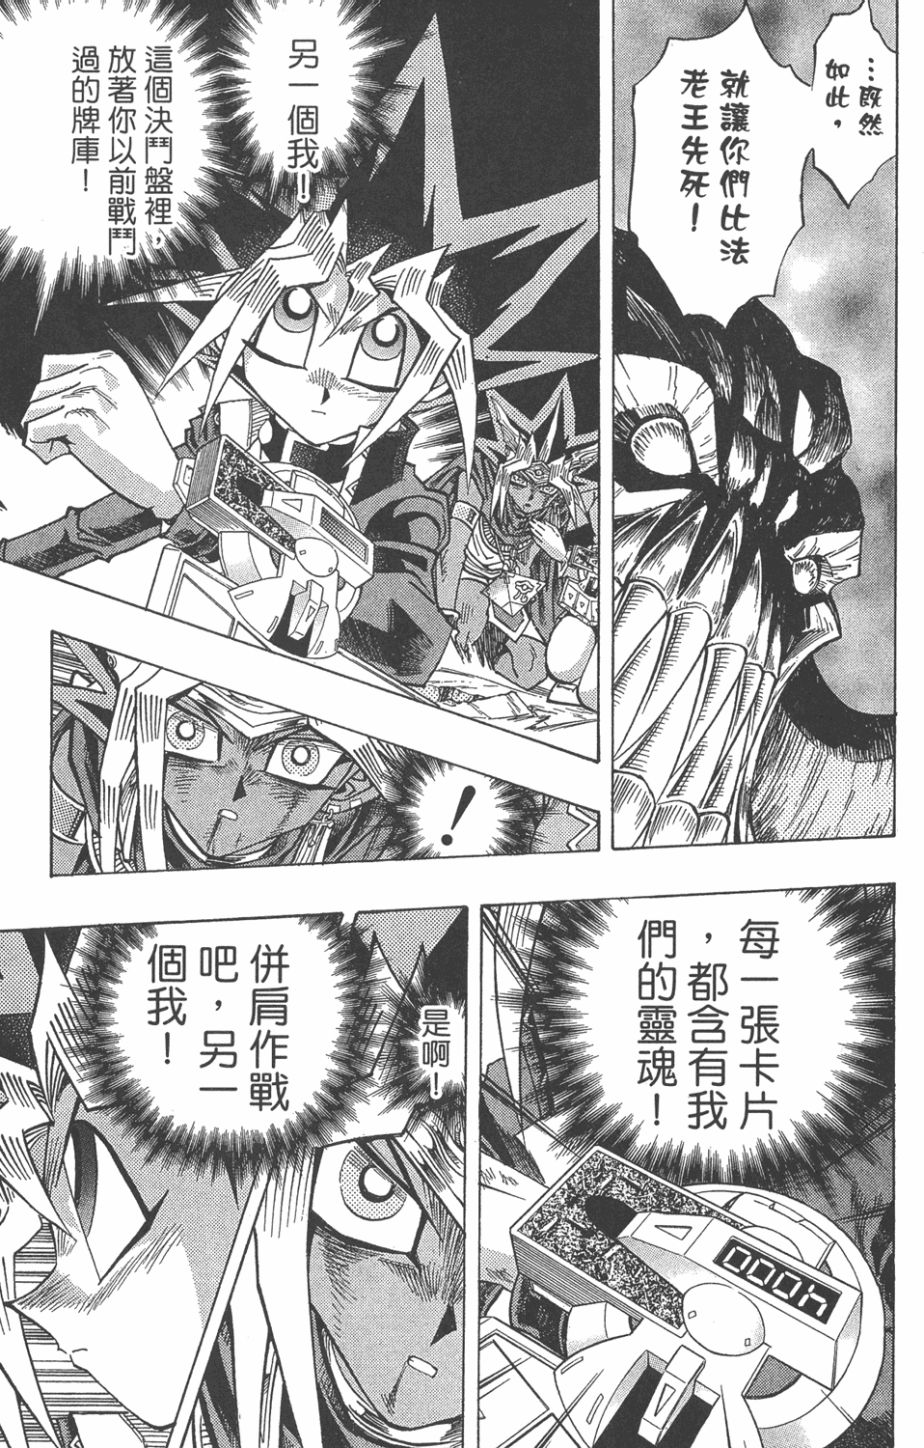 …既然
如此，
就讓你們比法
老王先死！
另一個我！
這個決鬥盤裡，
放著你以前戰鬥
過的牌庫！
！
每一張卡片
，都含有我
們的靈魂！
4000
是啊！
併肩作戰
吧，另一
個我！